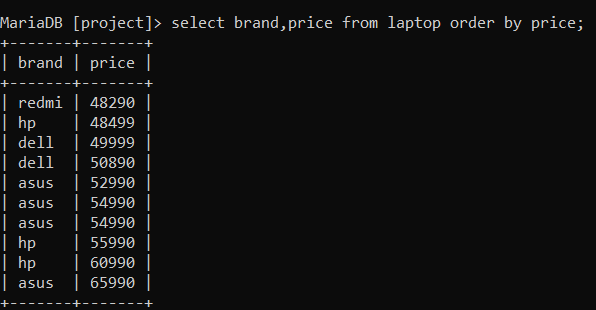 MariaDB [project]> select brand,price from laptop order by price;
+-------+-------+
| brand | price |
+-------+-------+
| redmi | 48290 |
| hp    | 48499 |
| dell  | 49999 |
| dell  | 50890 |
| asus  | 52990 |
| asus  | 54990 |
| asus  | 54990 |
| hp    | 55990 |
| hp    | 60990 |
| asus  | 65990 |
+-------+-------+